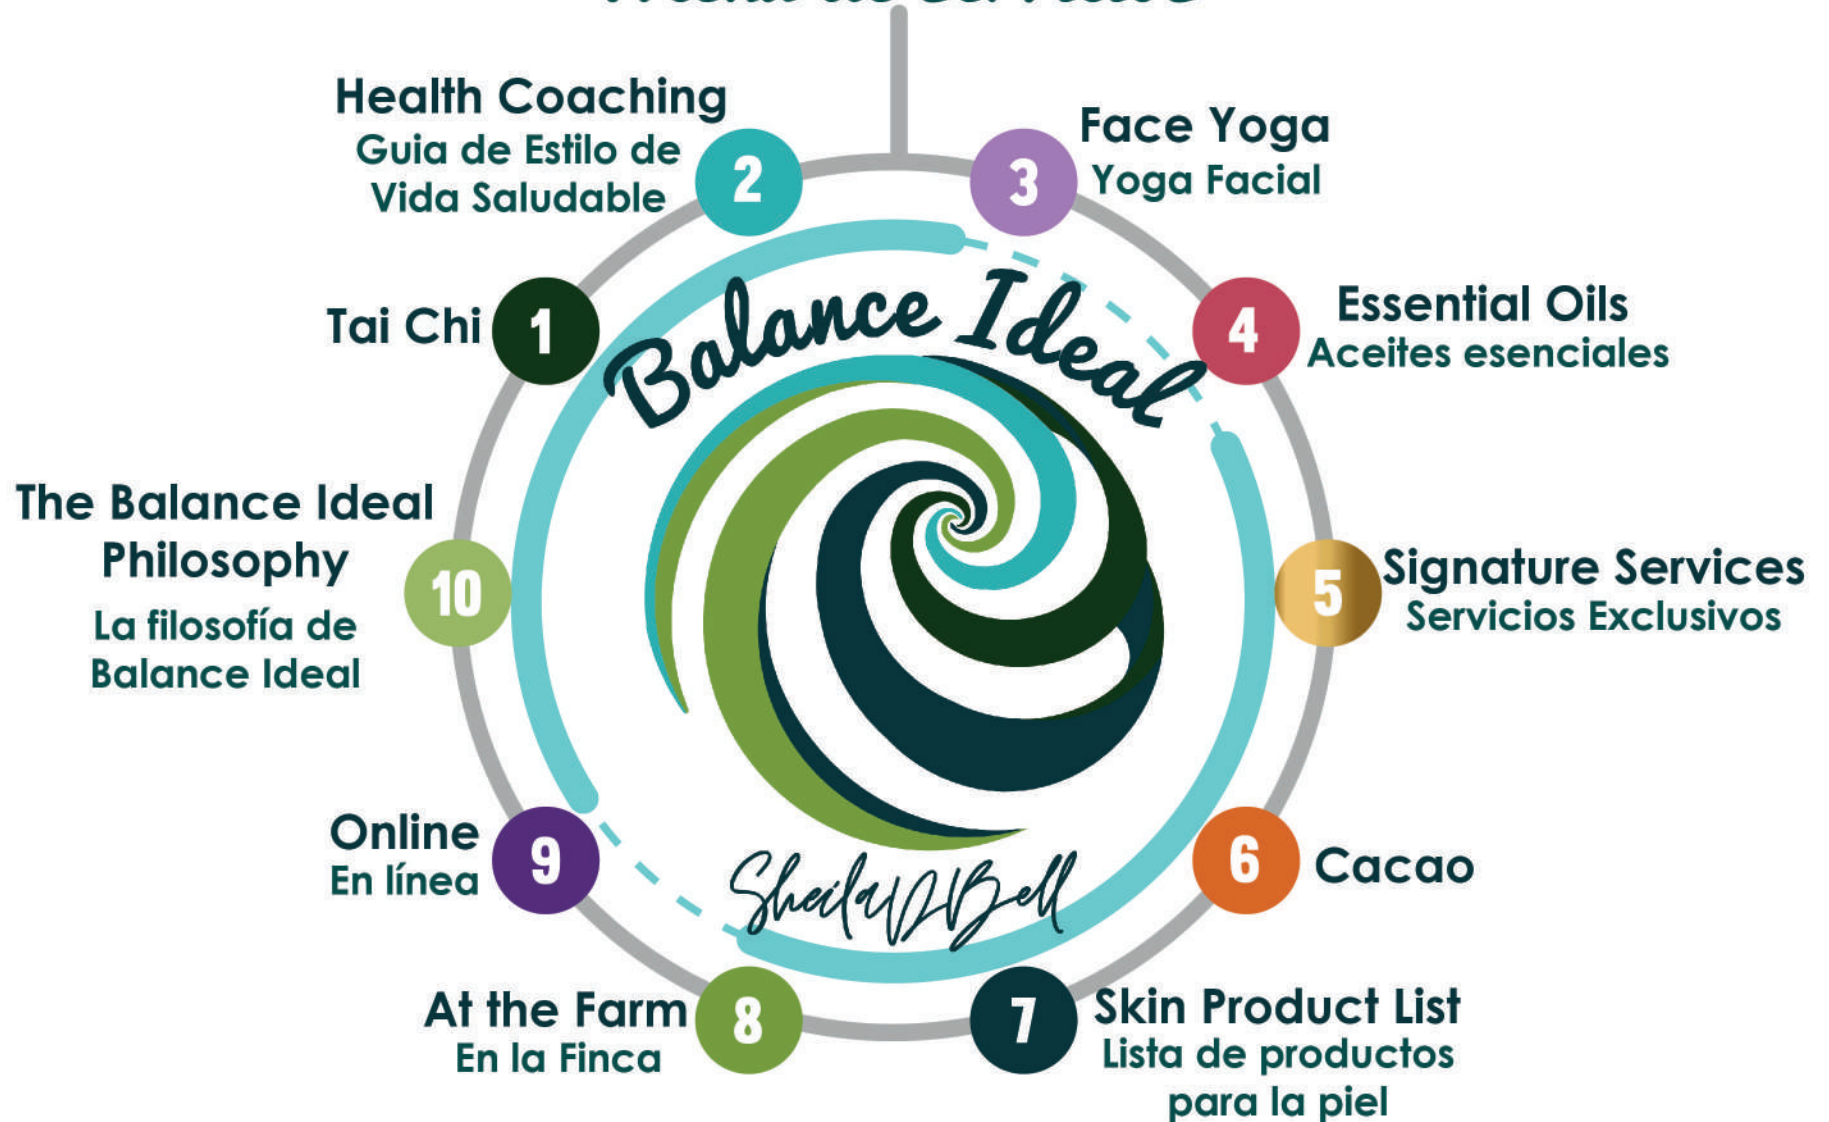 Health Coaching
Guia de Estilo de
Vida Saludable
2
3
Face Yoga
Yoga Facial
Tai Chi
1
4
Essential Oils
Aceites esenciales
Balance Ideal
The Balance Ideal
Philosophy
La filosofía de
Balance Ideal
10
5
Signature Services
Servicios Exclusivos
Online
En línea
9
6
Cacao
Sheila D Bell
At the Farm
En la Finca
8
7
Skin Product List
Lista de productos
para la piel